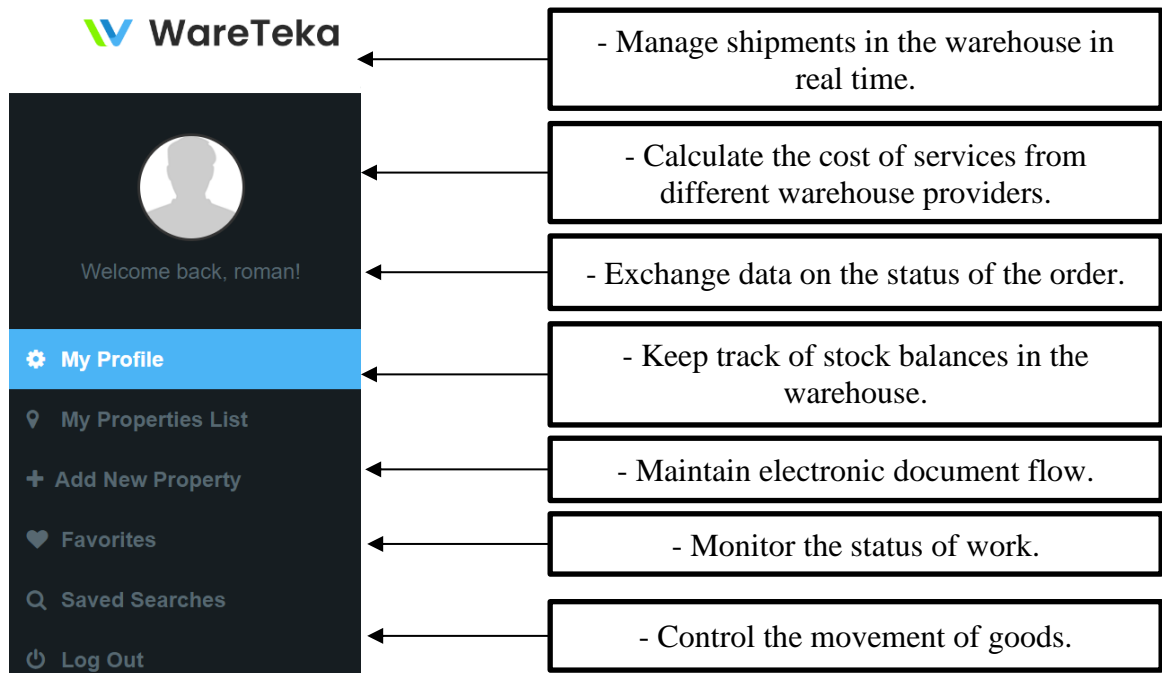 WareTeka
Welcome back, roman!
My Profile
My Properties List
Add New Property
Favorites
Saved Searches
Log Out
- Manage shipments in the warehouse in
real time.
- Calculate the cost of services from
different warehouse providers.
- Exchange data on the status of the order.
- Keep track of stock balances in the
warehouse.
- Maintain electronic document flow.
- Monitor the status of work.
- Control the movement of goods.